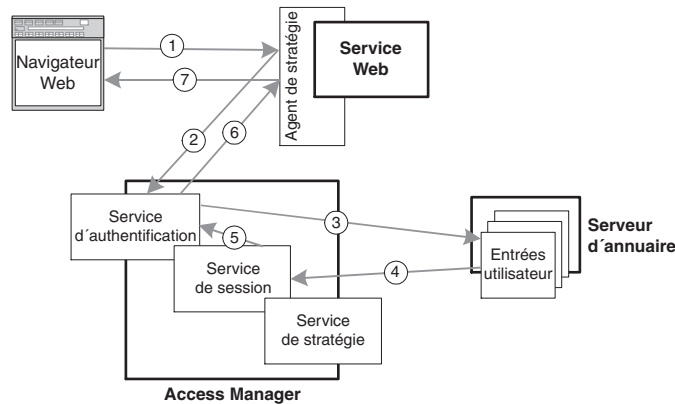 Navigateur
Web
1
7
Agent de stratégie
Service
Web
2
6
Service
d´authentification
3
5
Service
de session
4
Entrées
utilisateur
Serveur
d´annuaire
Service
de stratégie
Access Manager